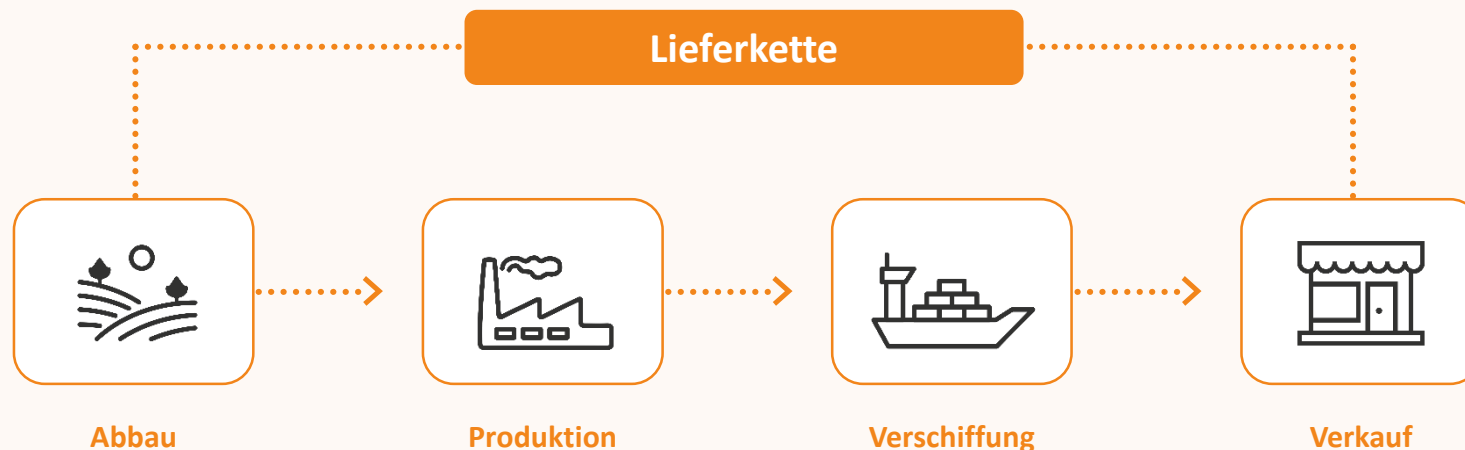 Lieferkette
Abbau
Produktion
Verschiffung
Verkauf